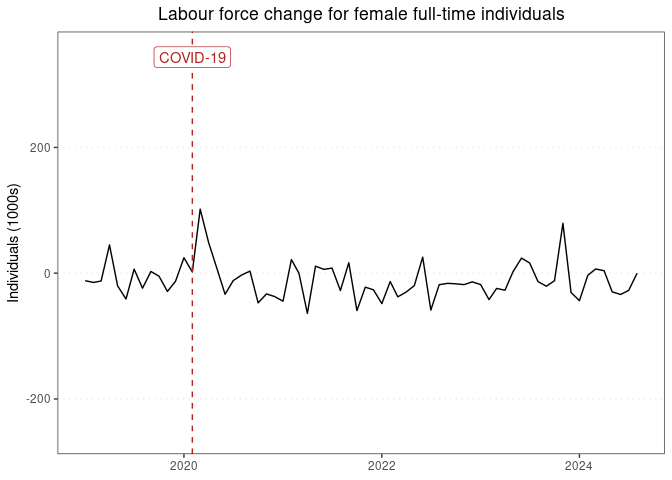 Labour force change for female full-time individuals
COVID-19
Individuals (1000s)
200
0
-200
2020
2022
2024